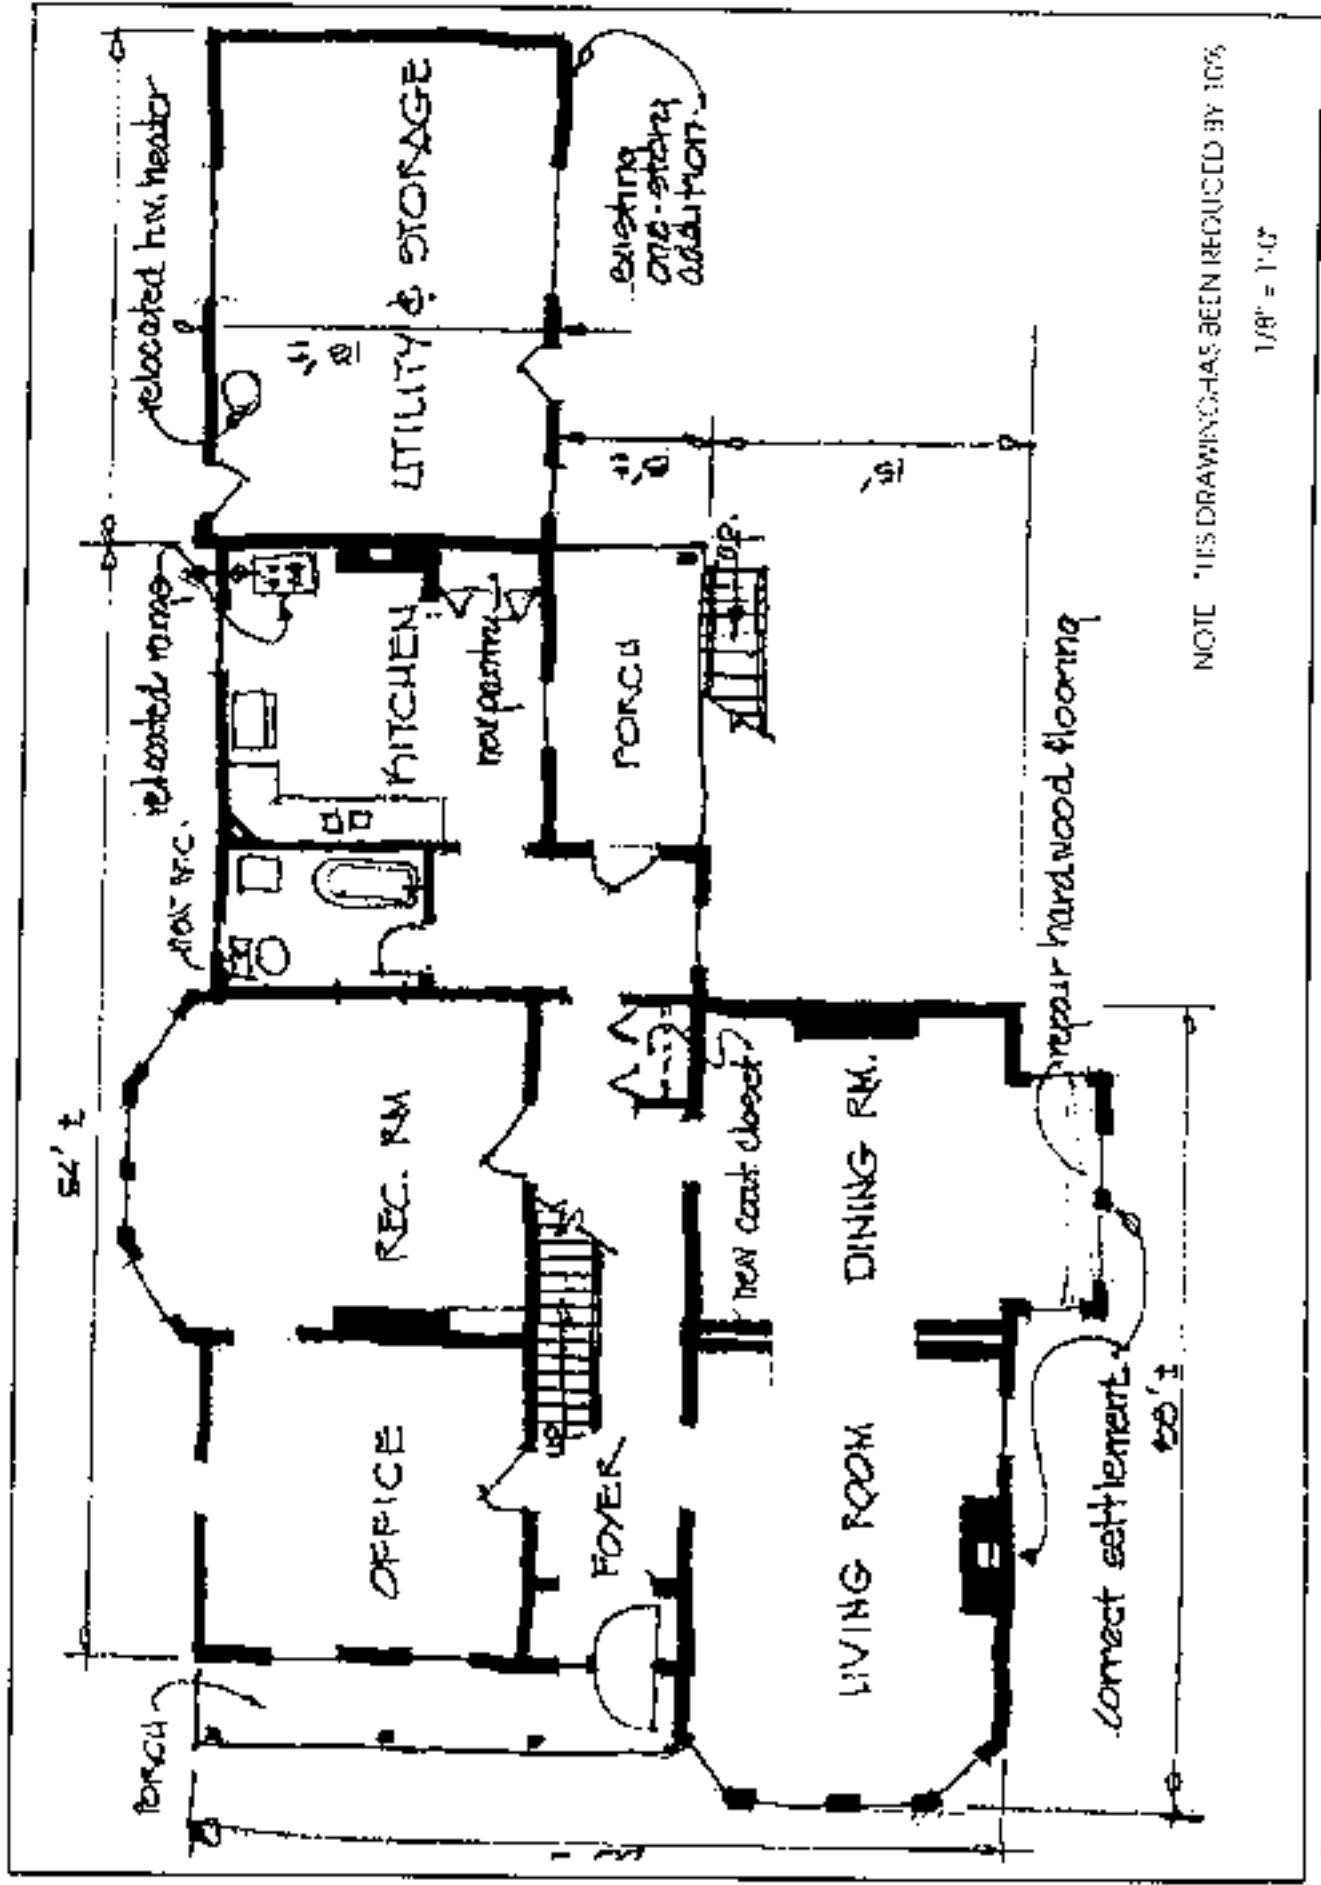 relocated h.w. heater
UTILITY & STORAGE
existing
one-story
addition
relocated range
KITCHEN
new pantry
PORCH
up.
new W.C.
54' ±
REC. RM
new coat closet
DINING RM.
repair hardwood flooring
OFFICE
up
FOYER
LIVING ROOM
correct settlement
PORCH
NOTE THIS DRAWING HAS BEEN REDUCED BY 10%
1/8" = 1'-0"